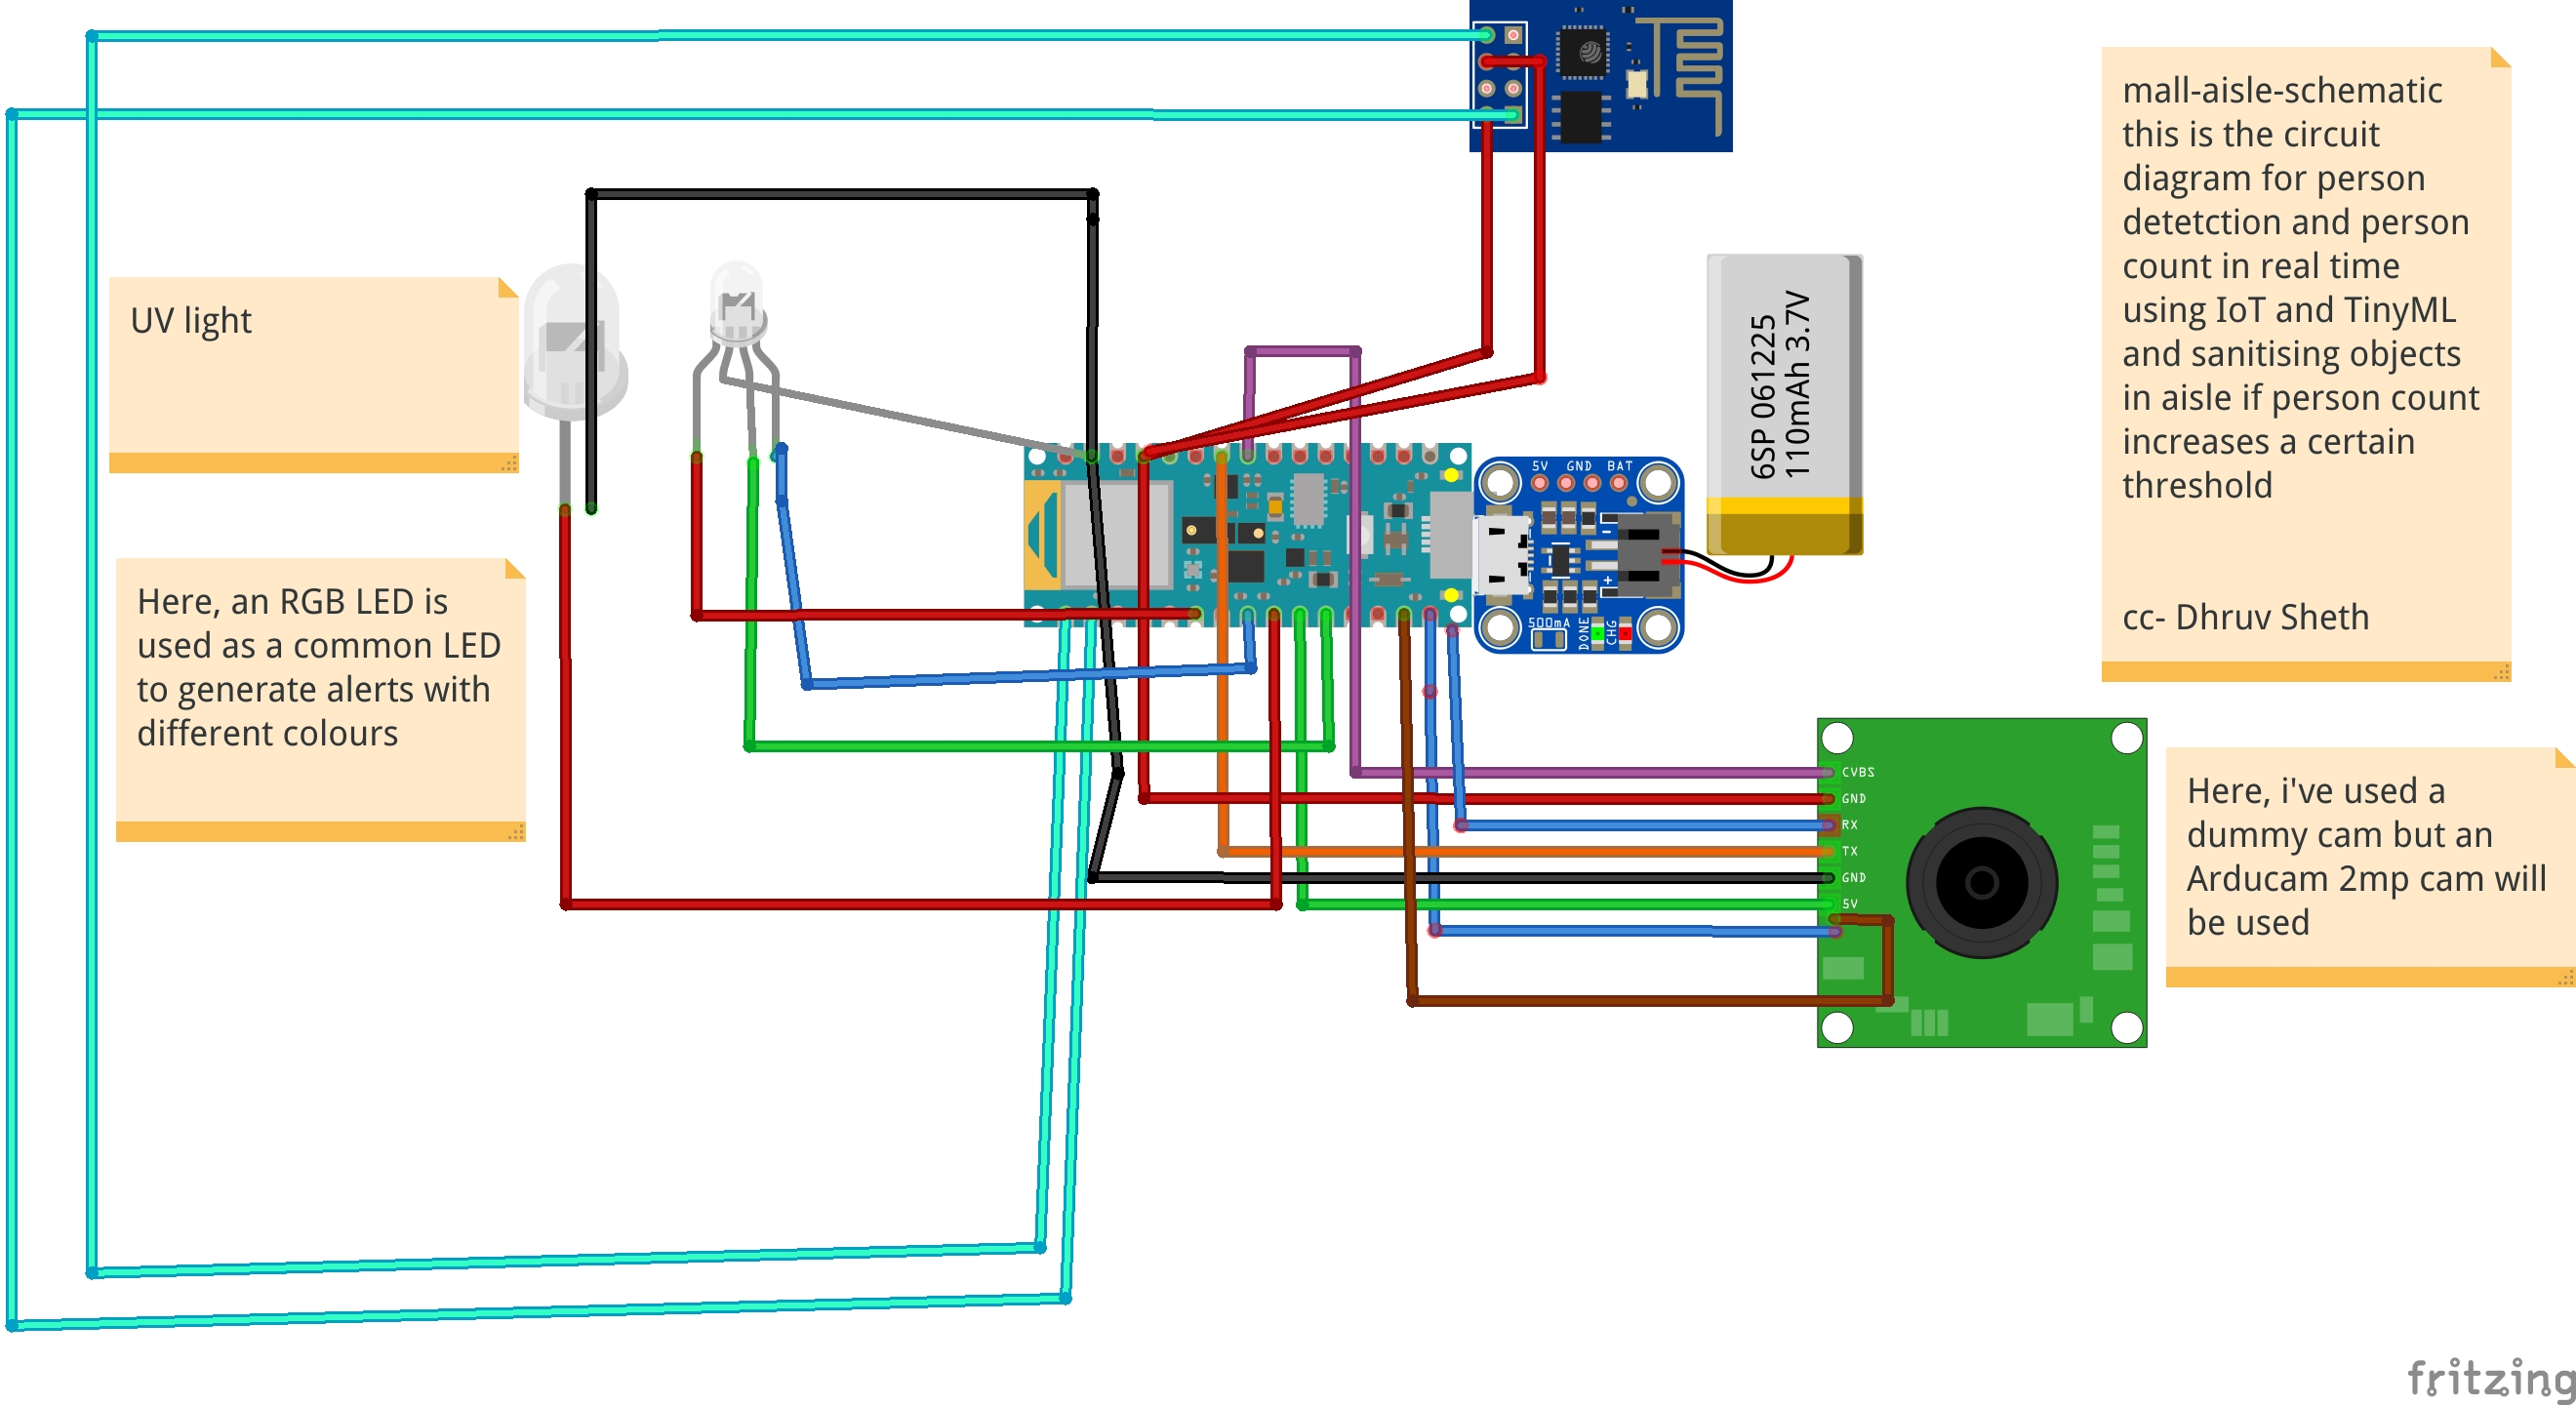 mall-aisle-schematic
this is the circuit
diagram for person
detetction and person
count in real time
using IoT and TinyML
and sanitising objects
in aisle if person count
increases a certain
threshold
cc- Dhruv Sheth
UV light
Here, an RGB LED is
used as a common LED
to generate alerts with
different colours
6SP 061225
110mAh 3.7V
5V GND BAT
-
+
500mA
DONE
CHG
CVBS
GND
RX
TX
GND
5V
Here, i've used a
dummy cam but an
Arducam 2mp cam will
be used
fritzing